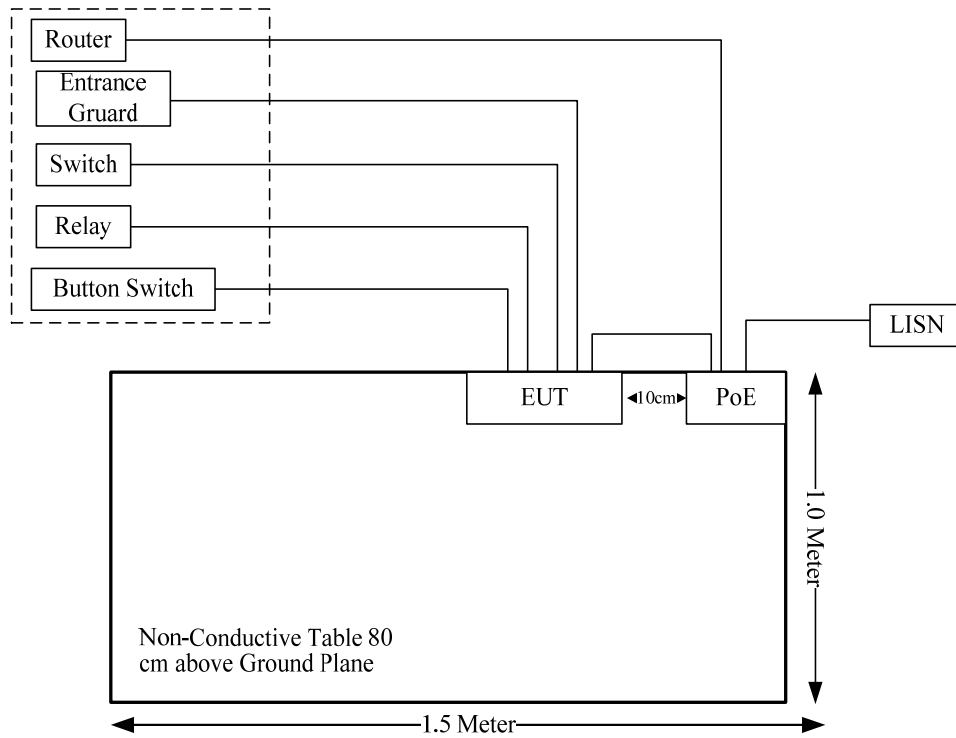 Router
Entrance
Gruard
Switch
Relay
Button Switch
LISN
EUT
10cm
PoE
1.0 Meter
Non-Conductive Table 80
cm above Ground Plane
1.5 Meter